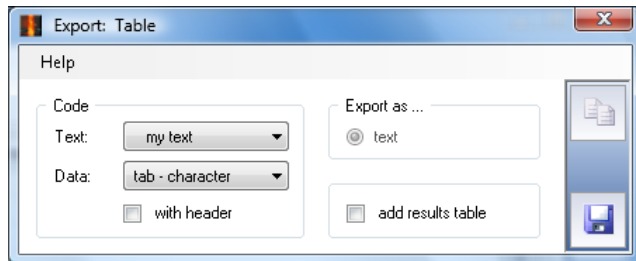 Export: Table
Help
Code
Text: my text
Data: tab - character
with header
Export as ...
text
add results table